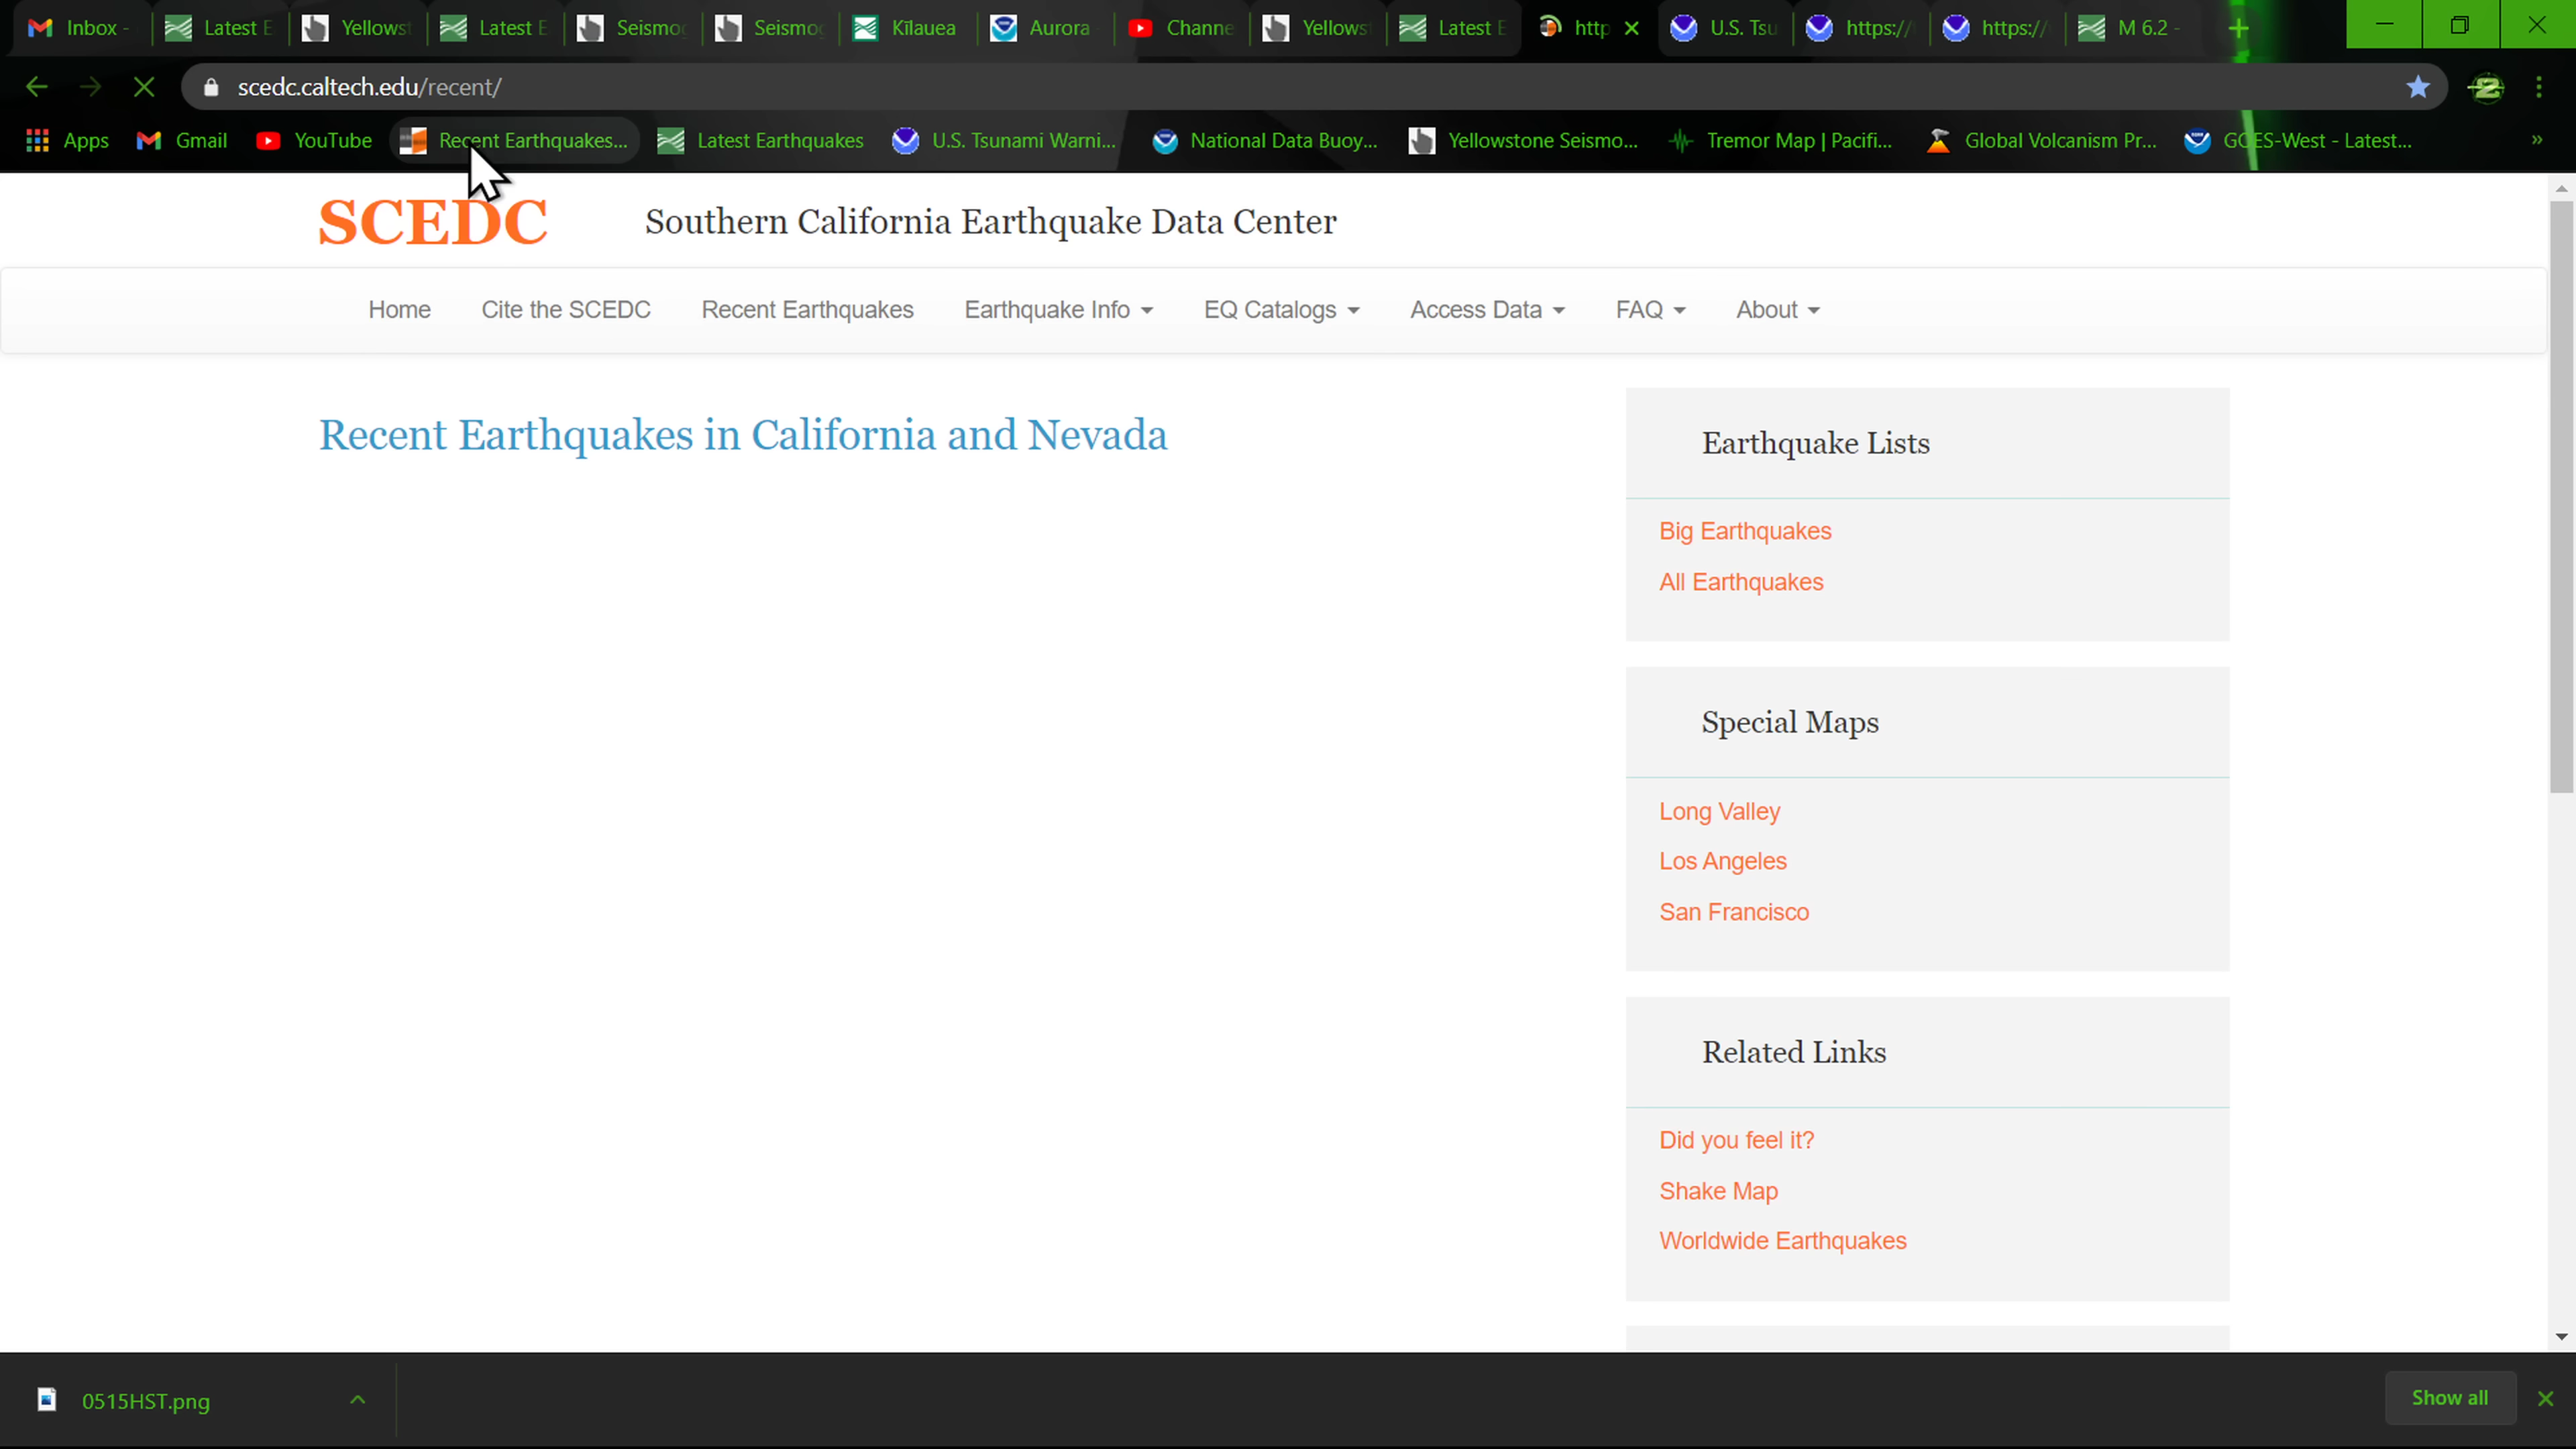 Inbox - Latest E Yellowst Latest E Seismog Seismog Kīlauea Aurora Channe Yellows Latest E http U.S. Tsu https:// https:// M 6.2 -
scedc.caltech.edu/recent/
Apps Gmail YouTube Recent Earthquakes... Latest Earthquakes U.S. Tsunami Warni... National Data Buoy... Yellowstone Seismo... Tremor Map | Pacifi... Global Volcanism Pr... GOES-West - Latest... »
SCEDC Southern California Earthquake Data Center
Home Cite the SCEDC Recent Earthquakes Earthquake Info EQ Catalogs Access Data FAQ About
Recent Earthquakes in California and Nevada
Earthquake Lists
Big Earthquakes
All Earthquakes
Special Maps
Long Valley
Los Angeles
San Francisco
Related Links
Did you feel it?
Shake Map
Worldwide Earthquakes
0515HST.png Show all